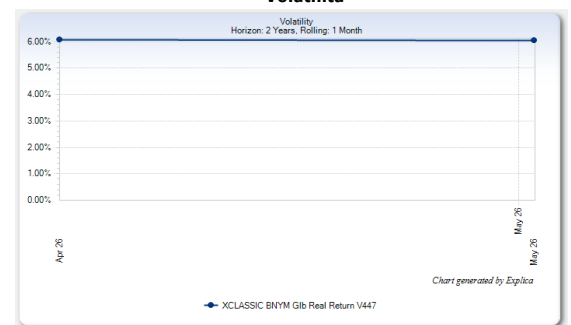 Volatility
Horizon: 2 Years, Rolling: 1 Month
6.00%
5.00%
4.00%
3.00%
2.00%
1.00%
0.00%
Apr 26
May 26
May 26
Chart generated by Explica
XCLASSIC BNYM Glb Real Return V447